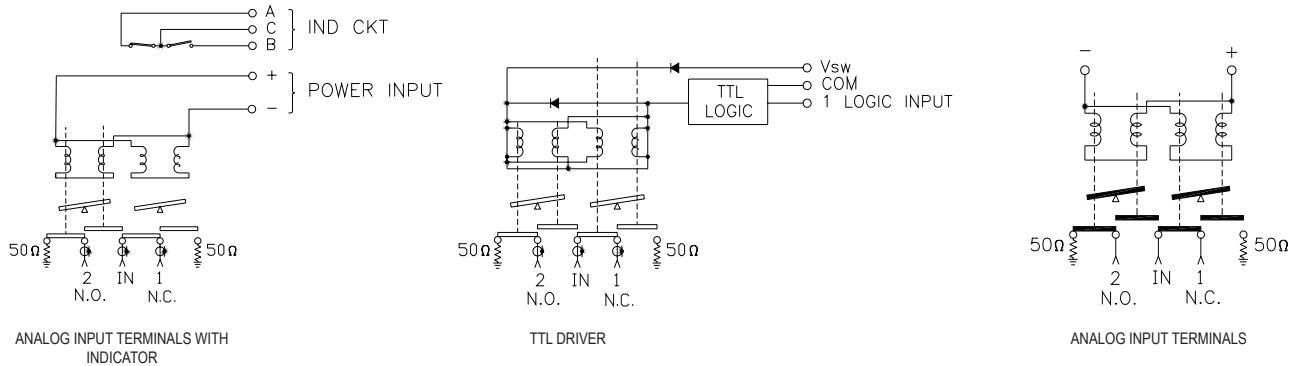 A
C
B
IND CKT
+
−
POWER INPUT
50Ω
50Ω
2
IN
1
N.O.
N.C.
ANALOG INPUT TERMINALS WITH
INDICATOR
Vsw
COM
1 LOGIC INPUT
TTL
LOGIC
50Ω
50Ω
2
IN
1
N.O.
N.C.
TTL DRIVER
−
+
50Ω
50Ω
2
IN
1
N.O.
N.C.
ANALOG INPUT TERMINALS